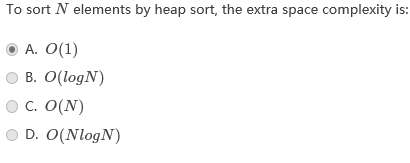 To sort N elements by heap sort, the extra space complexity is:
A. O(1)
B. O(logN)
C. O(N)
D. O(NlogN)